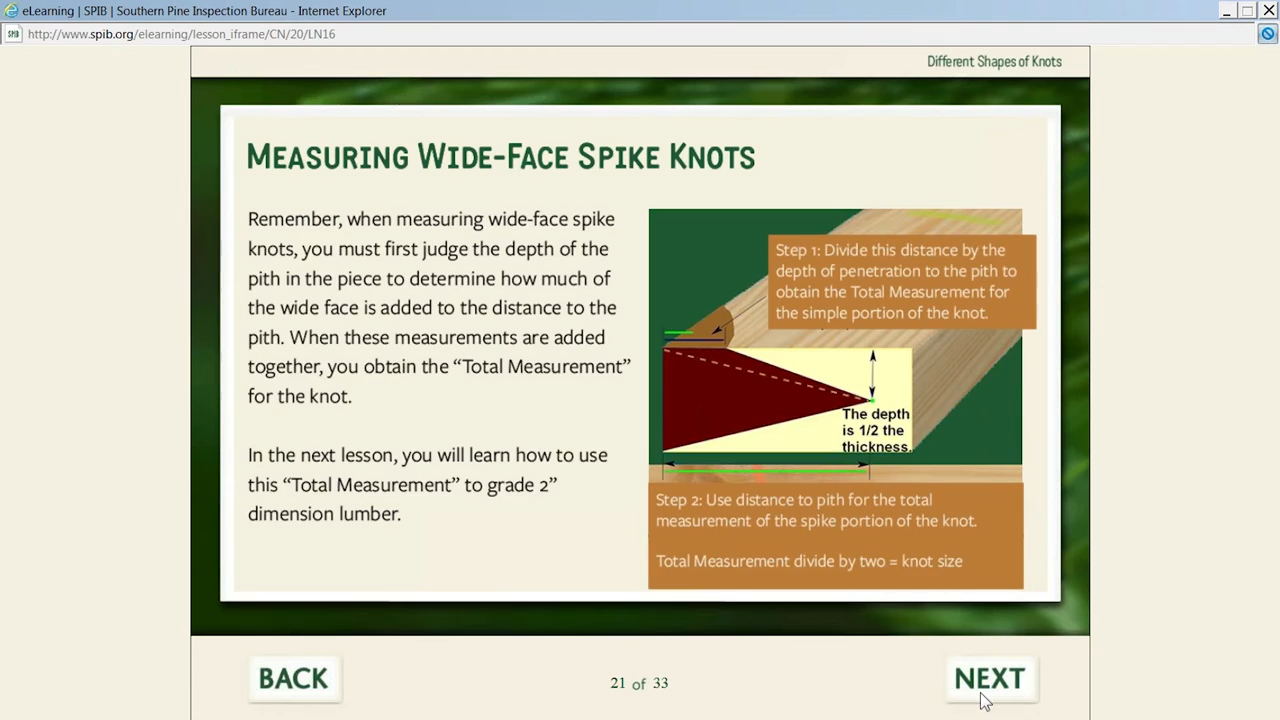 eLearning | SPIB | Southern Pine Inspection Bureau - Internet Explorer
SPIB http://www.spib.org/elearning/lesson_iframe/CN/20/LN16
Different Shapes of Knots
Measuring Wide-Face Spike Knots
Remember, when measuring wide-face spike
knots, you must first judge the depth of the
pith in the piece to determine how much of
the wide face is added to the distance to the
pith. When these measurements are added
together, you obtain the “Total Measurement”
for the knot.
In the next lesson, you will learn how to use
this “Total Measurement” to grade 2”
dimension lumber.
Step 1: Divide this distance by the
depth of penetration to the pith to
obtain the Total Measurement for
the simple portion of the knot.
The depth
is 1/2 the
thickness.
Step 2: Use distance to pith for the total
measurement of the spike portion of the knot.
Total Measurement divide by two = knot size
BACK
21 of 33
NEXT